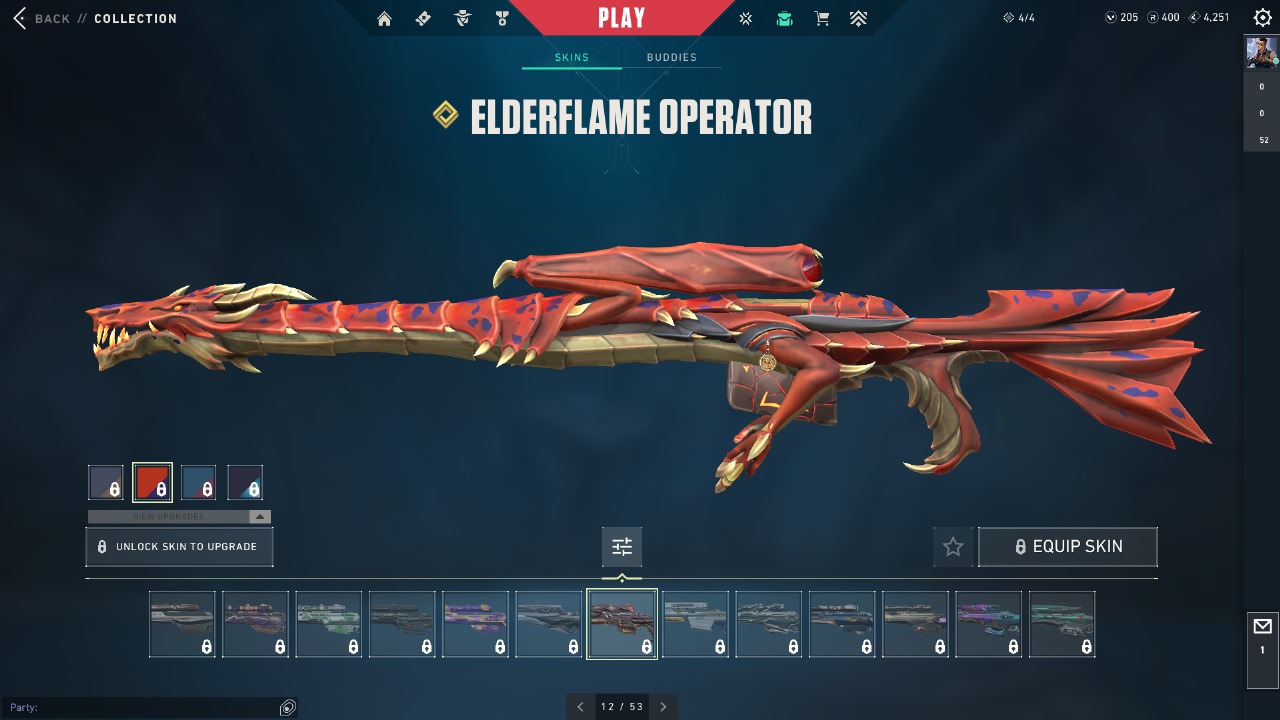 BACK // COLLECTION
PLAY
4/4
205
400
4,251
SKINS
BUDDIES
0
0
52
ELDERFLAME OPERATOR
VIEW UPGRADES
UNLOCK SKIN TO UPGRADE
EQUIP SKIN
1
Party:
12 / 53